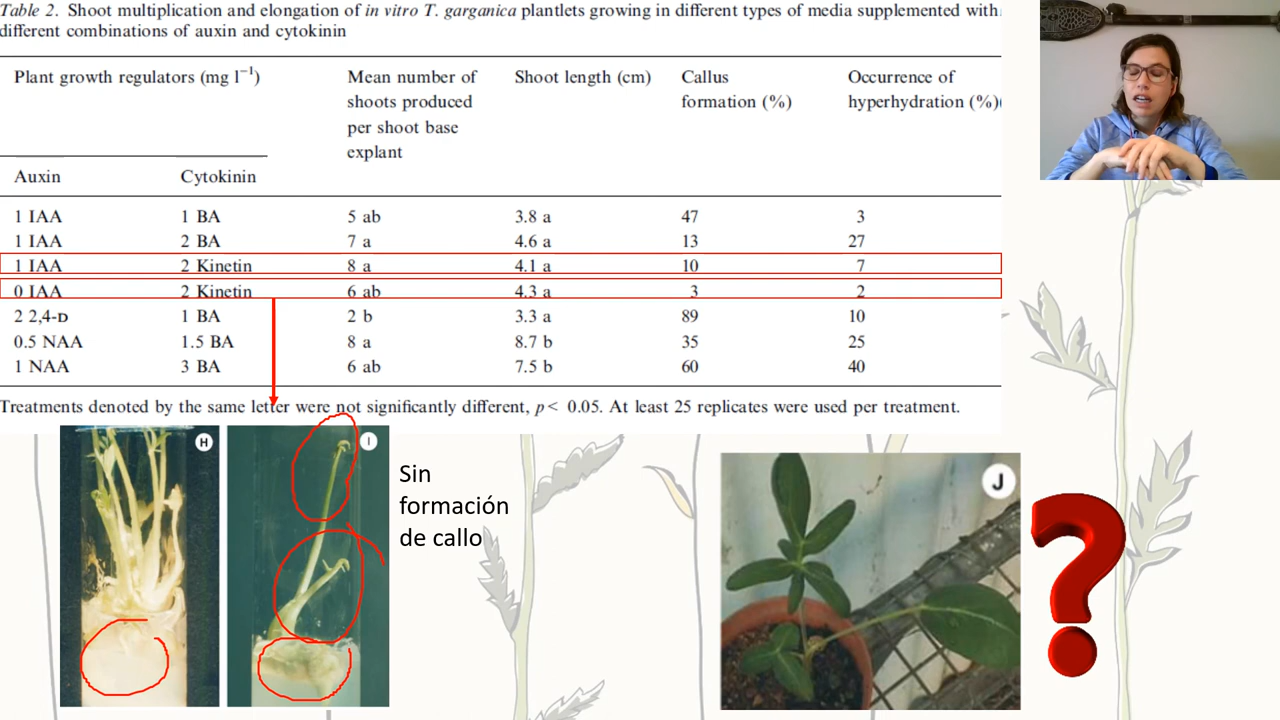 Table 2. Shoot multiplication and elongation of in vitro T. garganica plantlets growing in different types of media supplemented with
different combinations of auxin and cytokinin
Plant growth regulators (mg l⁻¹) Mean number of shoots produced per shoot base explant Shoot length (cm) Callus formation (%) Occurrence of hyperhydration (%)
Auxin Cytokinin
1 IAA 1 BA 5 ab 3.8 a 47 3
1 IAA 2 BA 7 a 4.6 a 13 27
1 IAA 2 Kinetin 8 a 4.1 a 10 7
0 IAA 2 Kinetin 6 ab 4.3 a 3 2
2 2,4-D 1 BA 2 b 3.3 a 89 10
0.5 NAA 1.5 BA 8 a 8.7 b 35 25
1 NAA 3 BA 6 ab 7.5 b 60 40
Treatments denoted by the same letter were not significantly different, p < 0.05. At least 25 replicates were used per treatment.
H
I
Sin
formación
de callo
J
?